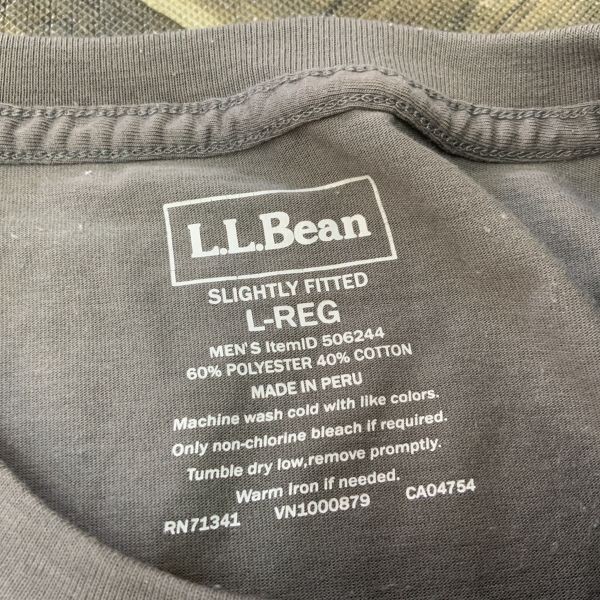 L.L.Bean
SLIGHTLY FITTED
L-REG
MEN'S ItemID 506244
60% POLYESTER 40% COTTON
MADE IN PERU
Machine wash cold with like colors.
Only non-chlorine bleach if required.
Tumble dry low,remove promptly.
Warm Iron if needed.
RN71341 VN1000879 CA04754